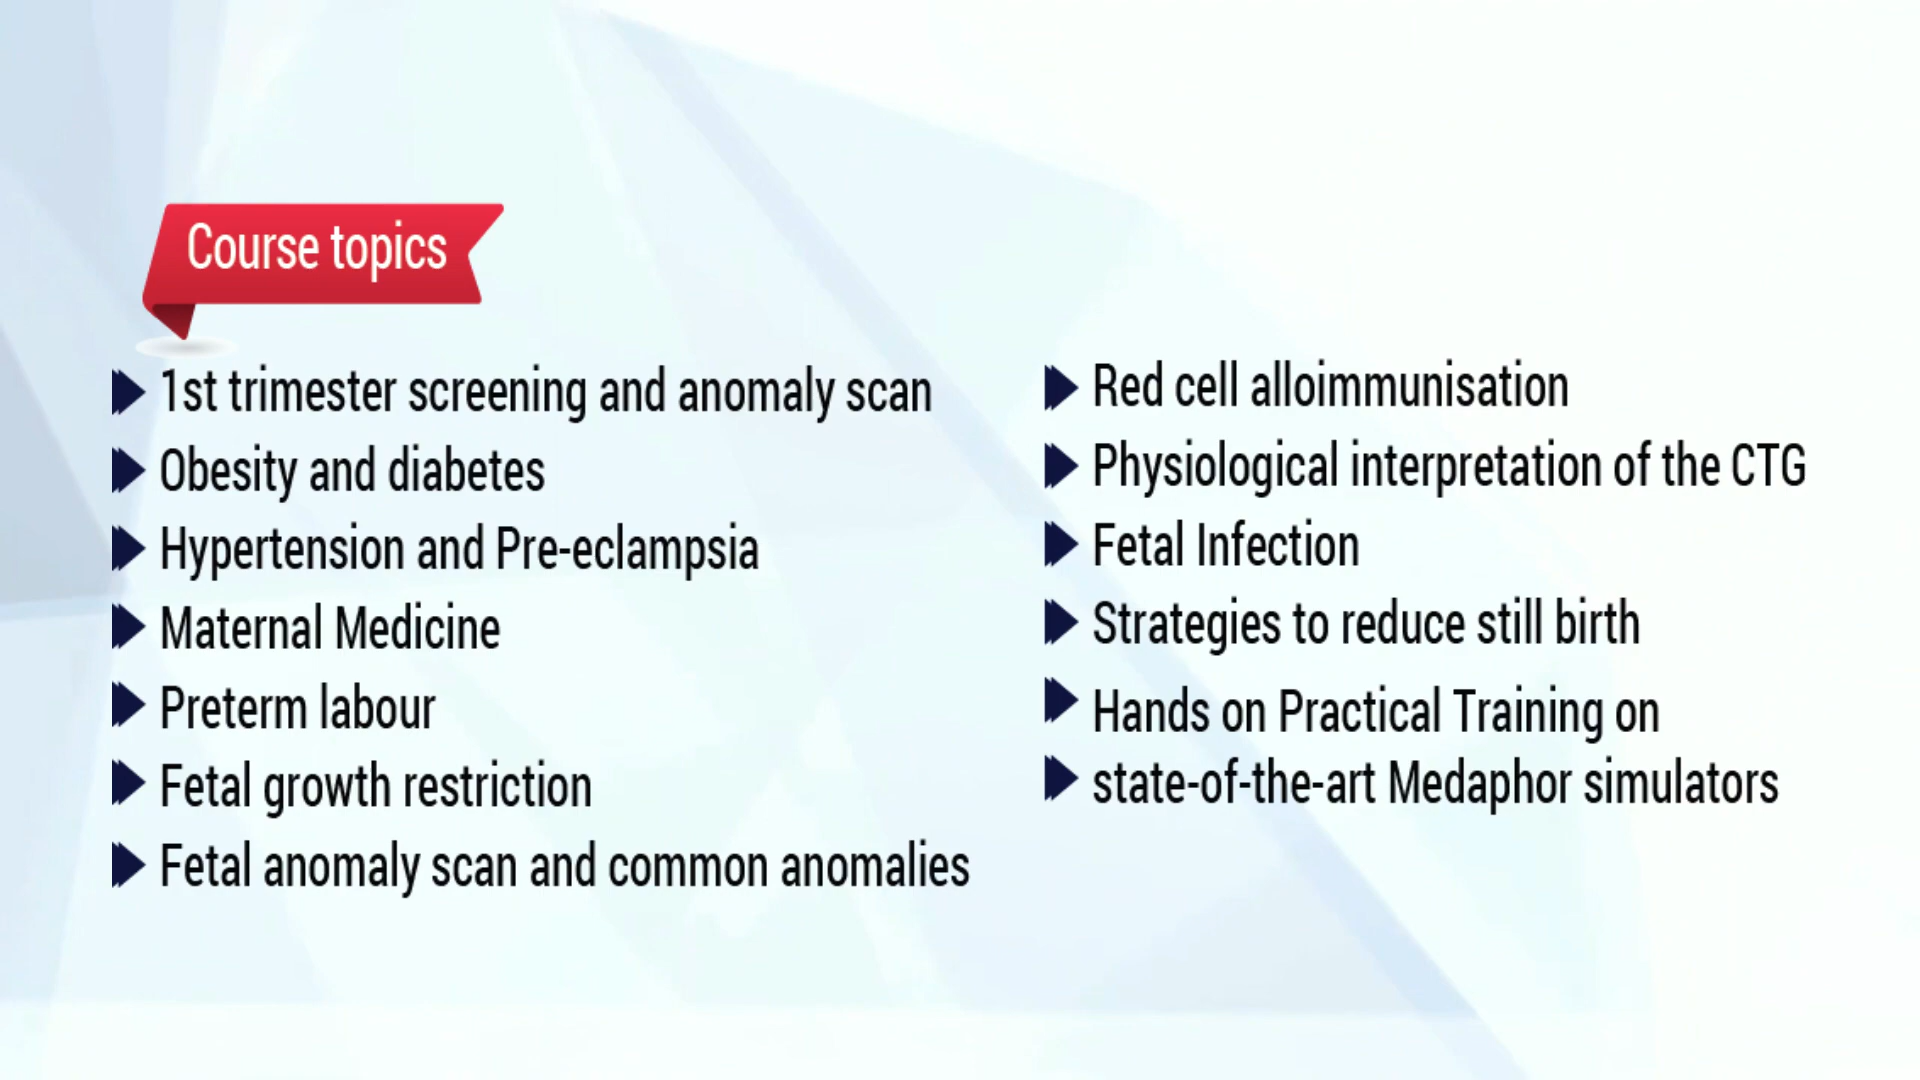 Course topics
1st trimester screening and anomaly scan
Obesity and diabetes
Hypertension and Pre-eclampsia
Maternal Medicine
Preterm labour
Fetal growth restriction
Fetal anomaly scan and common anomalies
Red cell alloimmunisation
Physiological interpretation of the CTG
Fetal Infection
Strategies to reduce still birth
Hands on Practical Training on
state-of-the-art Medaphor simulators